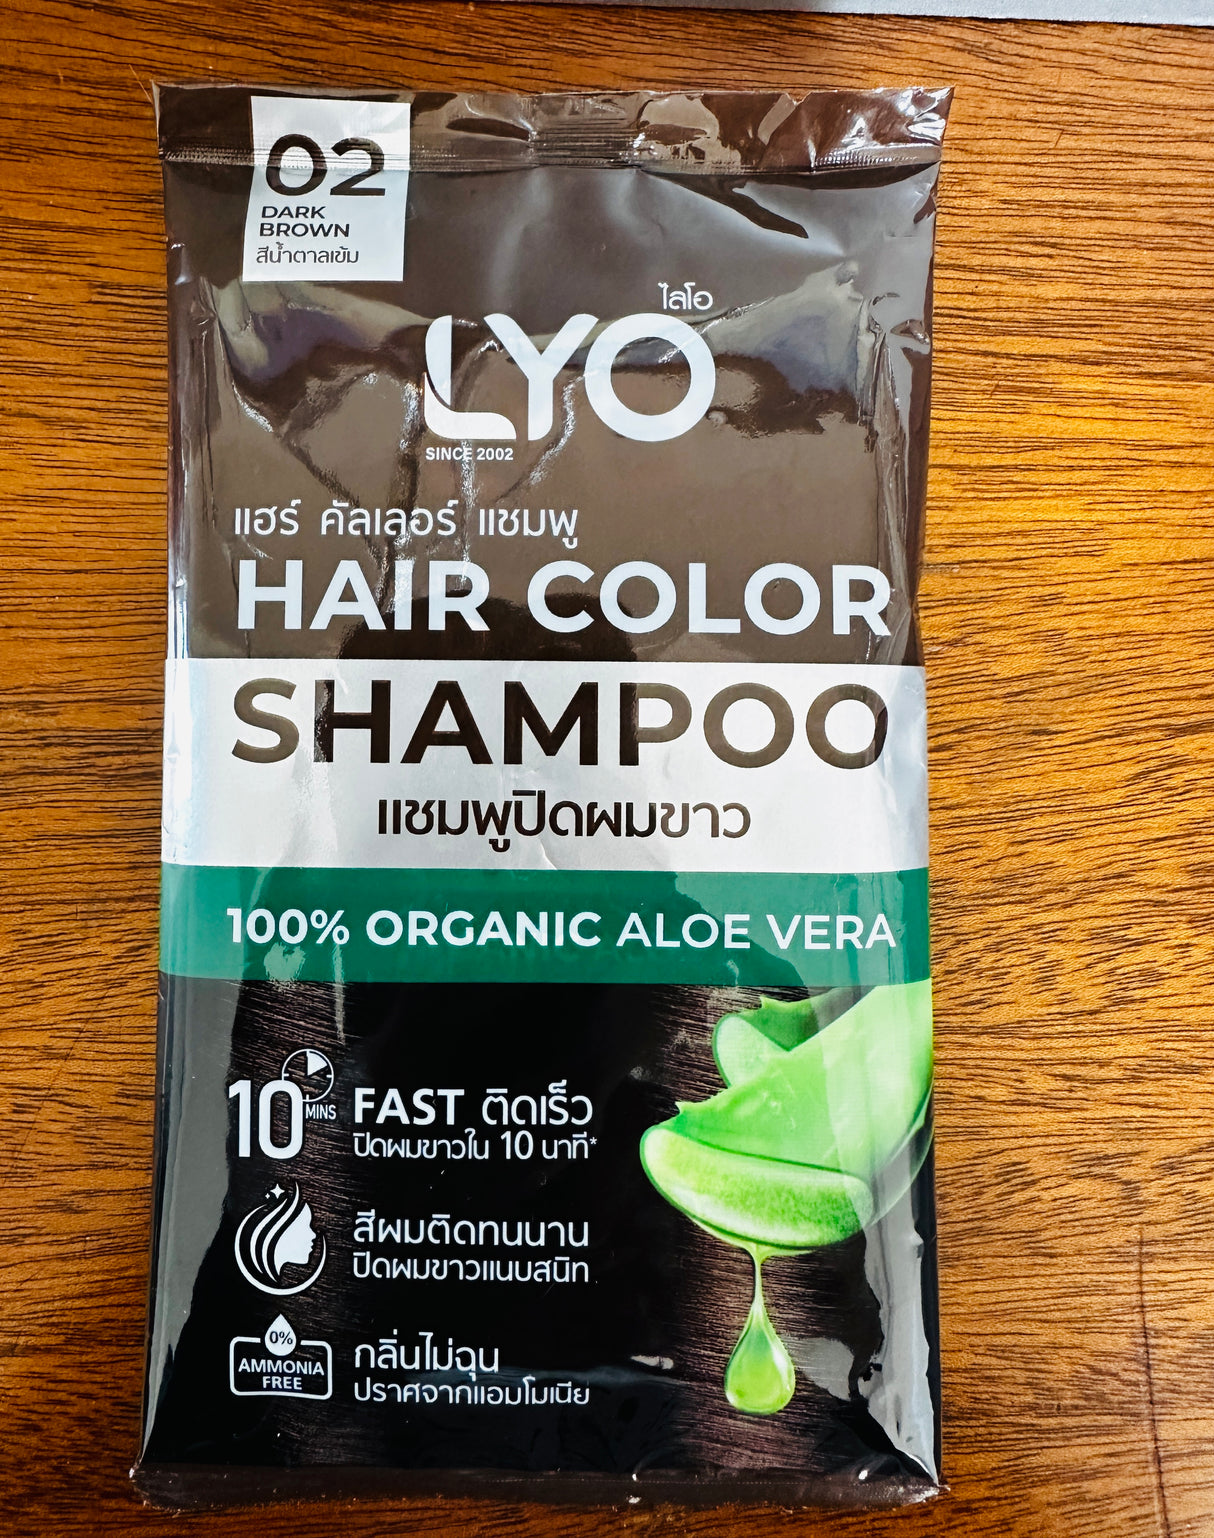 02
DARK
BROWN
สีน้ำตาลเข้ม
ไลโอ
LYO
SINCE 2002
แฮร์ คัลเลอร์ แชมพู
HAIR COLOR
SHAMPOO
แชมพูปิดผมขาว
100% ORGANIC ALOE VERA
10 MINS
FAST ติดเร็ว
ปิดผมขาวใน 10 นาที*
สีผมติดทนนาน
ปิดผมขาวแนบสนิท
0%
AMMONIA
FREE
กลิ่นไม่ฉุน
ปราศจากแอมโมเนีย